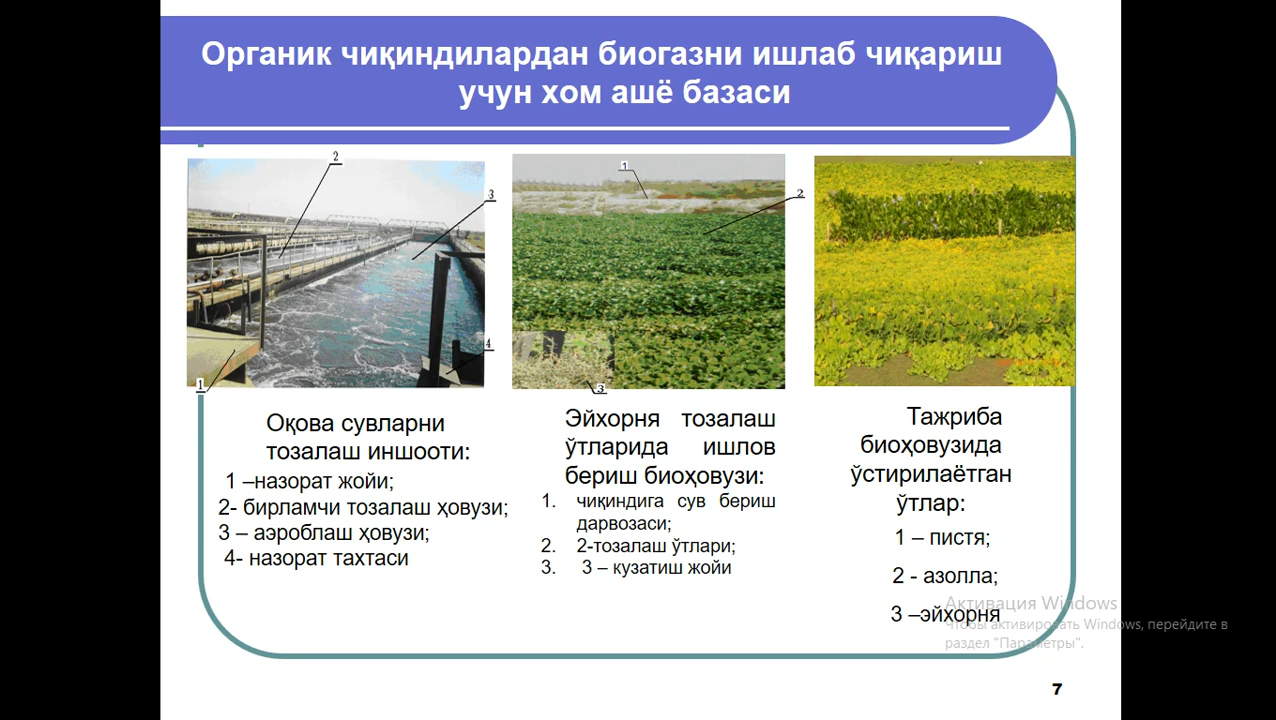 Органик чиқиндилардан биогазни ишлаб чиқариш
учун хом ашё базаси
2
3
4
1
1
2
3
Оқова сувларни
тозалаш иншооти:
1 –назорат жойи;
2- бирламчи тозалаш ҳовузи;
3 – аэроблаш ҳовузи;
4- назорат тахтаси
Эйхорня тозалаш
ўтларида ишлов
бериш биоҳовузи:
1. чиқиндига сув бериш
дарвозаси;
2. 2-тозалаш ўтлари;
3. 3 – кузатиш жойи
Тажриба
биоҳовузида
ўстирилаётган
ўтлар:
1 – пистя;
2 - азолла;
3 –эйхорня
Активация Windows
Чтобы активировать Windows, перейдите в
раздел "Параметры".
7